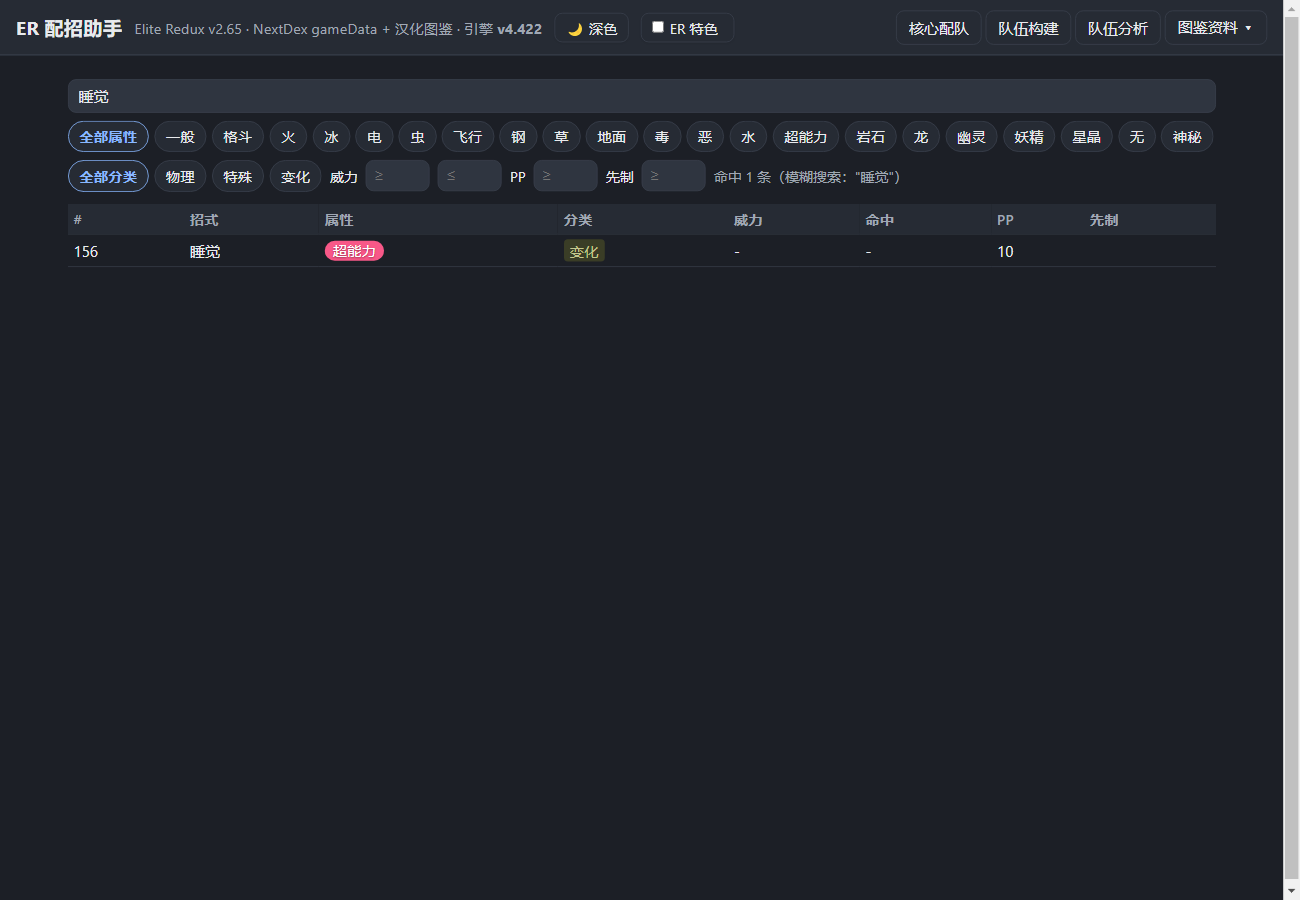 ER 配招助手 Elite Redux v2.65 · NextDex gameData + 汉化图鉴 · 引擎 v4.422 🌙 深色 ER 特色 核心配队 队伍构建 队伍分析 图鉴资料 ▾
睡觉
全部属性 一般 格斗 火 冰 电 虫 飞行 钢 草 地面 毒 恶 水 超能力 岩石 龙 幽灵 妖精 星晶 无 神秘
全部分类 物理 特殊 变化 威力 ≥ ≤ PP ≥ 先制 ≥ 命中 1 条（模糊搜索："睡觉"）
# 招式 属性 分类 威力 命中 PP 先制
156 睡觉 超能力 变化 - - 10